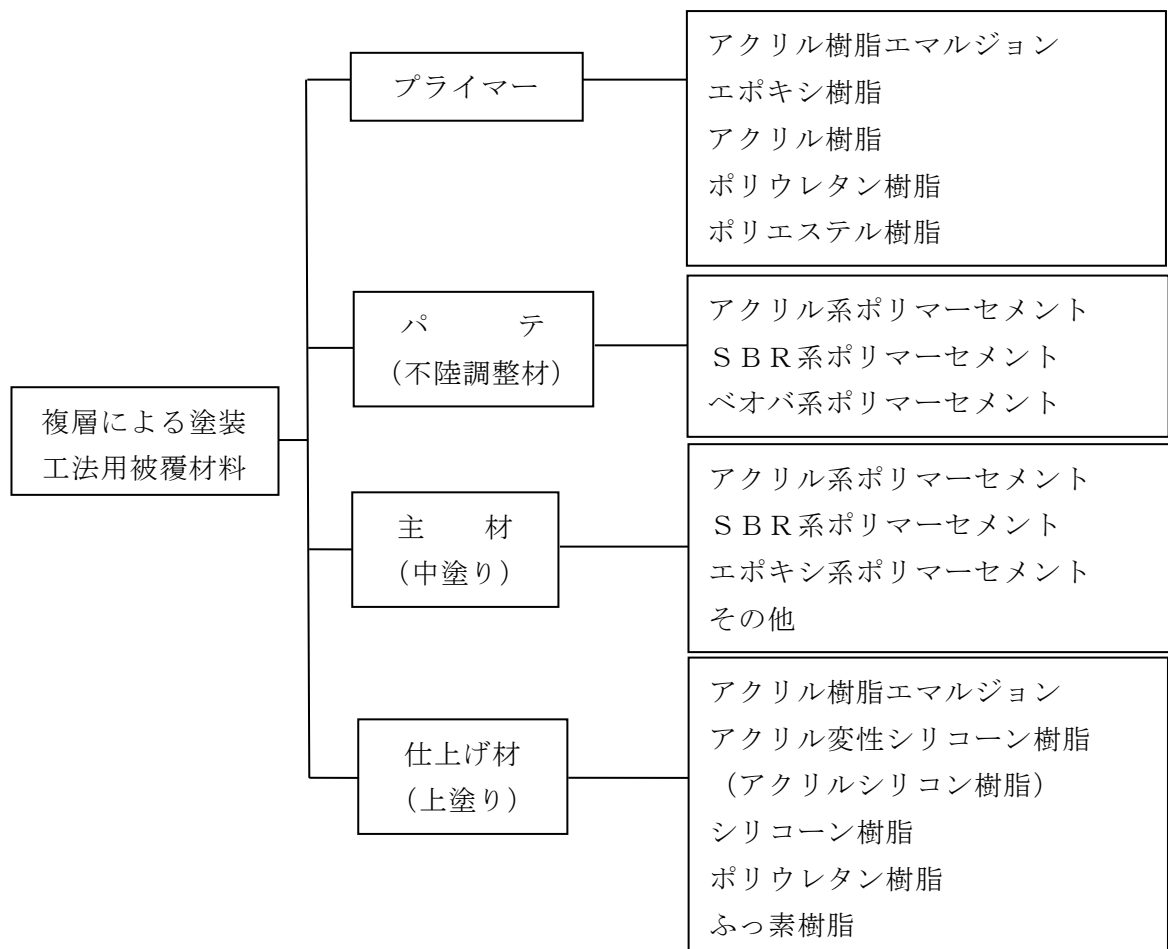 複層による塗装
工法用被覆材料
プライマー
アクリル樹脂エマルジョン
エポキシ樹脂
アクリル樹脂
ポリウレタン樹脂
ポリエステル樹脂
パ　　テ
（不陸調整材）
アクリル系ポリマーセメント
ＳＢＲ系ポリマーセメント
ベオバ系ポリマーセメント
主　材
（中塗り）
アクリル系ポリマーセメント
ＳＢＲ系ポリマーセメント
エポキシ系ポリマーセメント
その他
仕上げ材
（上塗り）
アクリル樹脂エマルジョン
アクリル変性シリコーン樹脂
（アクリルシリコン樹脂）
シリコーン樹脂
ポリウレタン樹脂
ふっ素樹脂